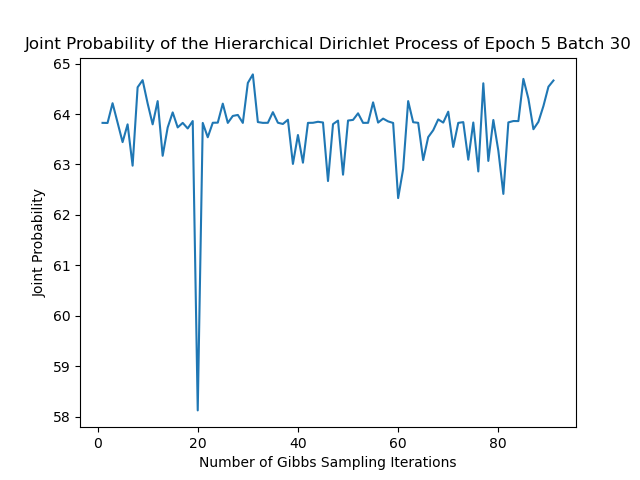 Joint Probability of the Hierarchical Dirichlet Process of Epoch 5 Batch 30
65
64
63
62
61
60
59
58
Joint Probability
0 20 40 60 80
Number of Gibbs Sampling Iterations